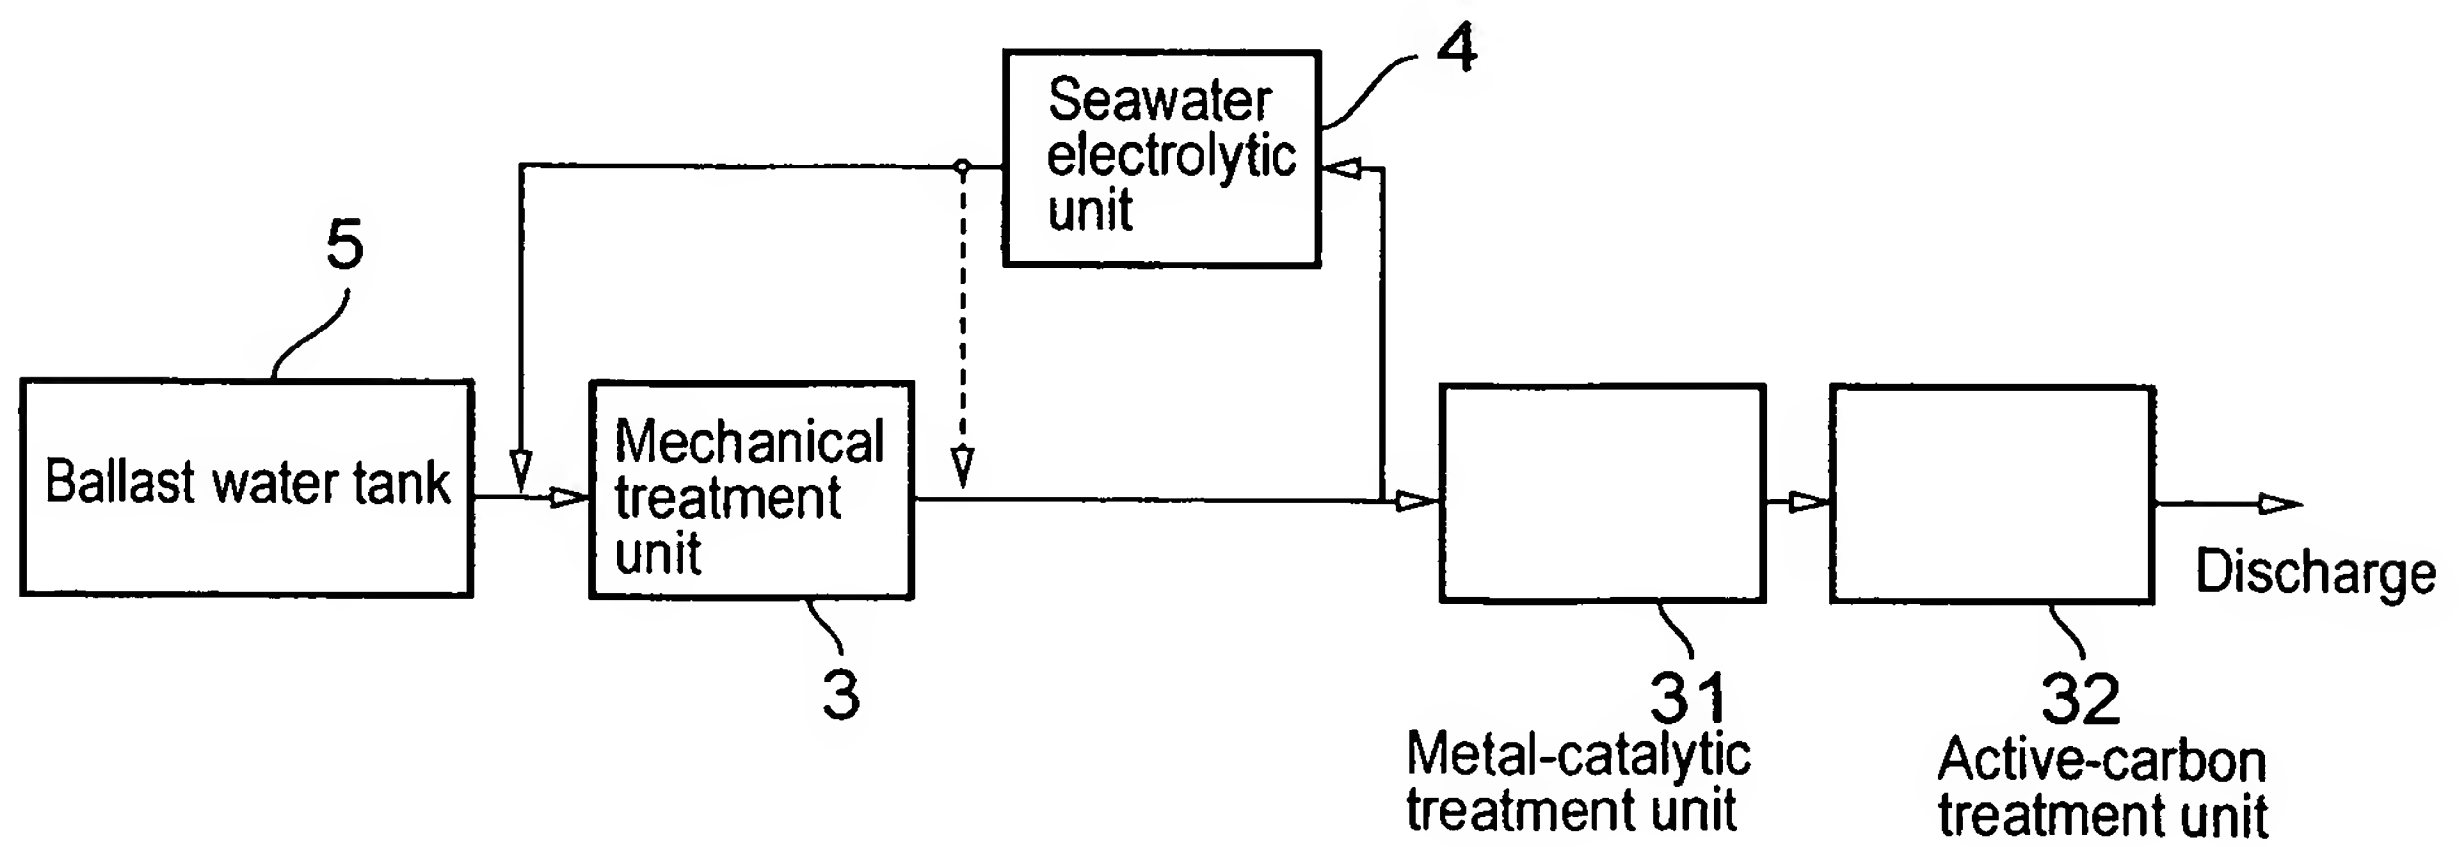 4
Seawater
electrolytic
unit
5
Ballast water tank
Mechanical
treatment
unit
Discharge
3
31
Metal-catalytic
treatment unit
32
Active-carbon
treatment unit